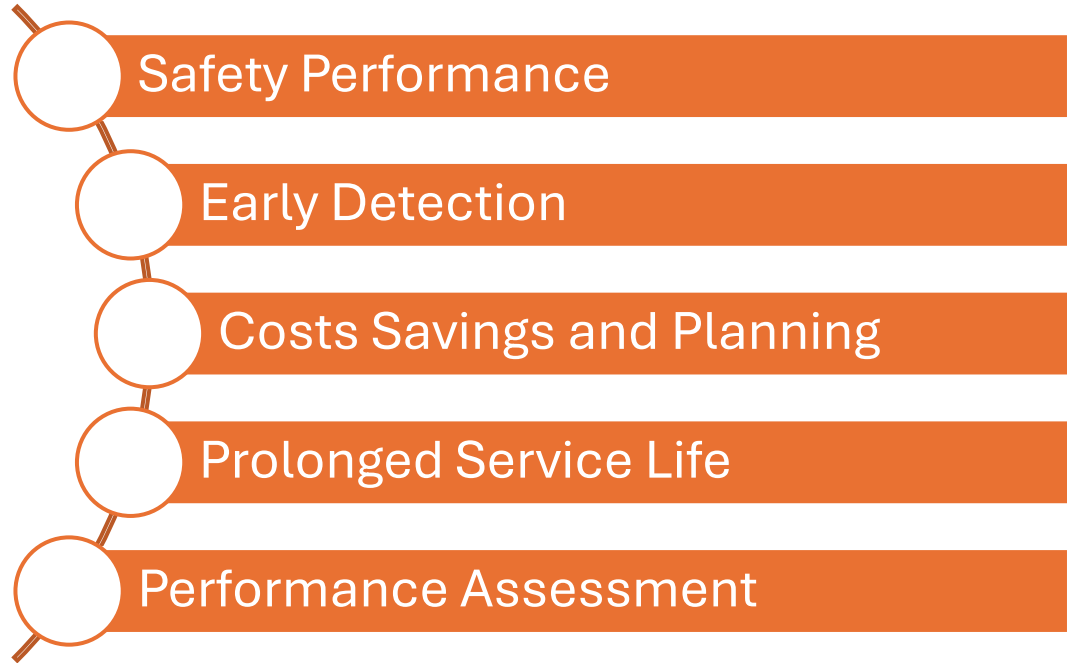 Safety Performance
Early Detection
Costs Savings and Planning
Prolonged Service Life
Performance Assessment